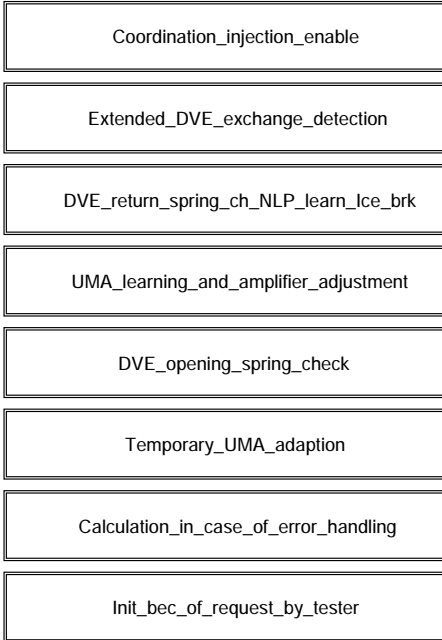 Coordination_injection_enable
Extended_DVE_exchange_detection
DVE_return_spring_ch_NLP_learn_Ice_brk
UMA_learning_and_amplifier_adjustment
DVE_opening_spring_check
Temporary_UMA_adaption
Calculation_in_case_of_error_handling
Init_bec_of_request_by_tester